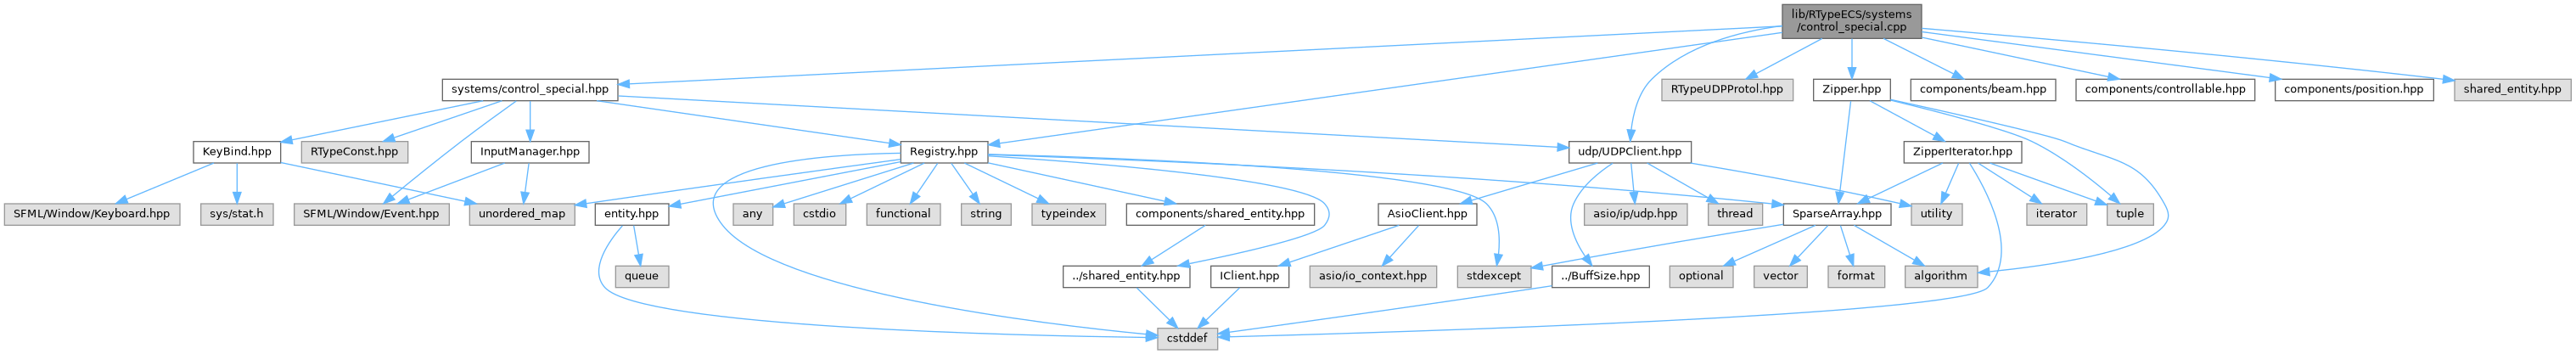 lib/RTypeECS/systems
/control_special.cpp
systems/control_special.hpp
RTypeUDPProtol.hpp
Zipper.hpp
components/beam.hpp
components/controllable.hpp
components/position.hpp
shared_entity.hpp
KeyBind.hpp
RTypeConst.hpp
InputManager.hpp
Registry.hpp
udp/UDPClient.hpp
ZipperIterator.hpp
SFML/Window/Keyboard.hpp
sys/stat.h
SFML/Window/Event.hpp
unordered_map
entity.hpp
any
cstdio
functional
string
typeindex
components/shared_entity.hpp
AsioClient.hpp
asio/ip/udp.hpp
thread
SparseArray.hpp
utility
iterator
tuple
queue
../shared_entity.hpp
IClient.hpp
asio/io_context.hpp
stdexcept
../BuffSize.hpp
optional
vector
format
algorithm
cstddef